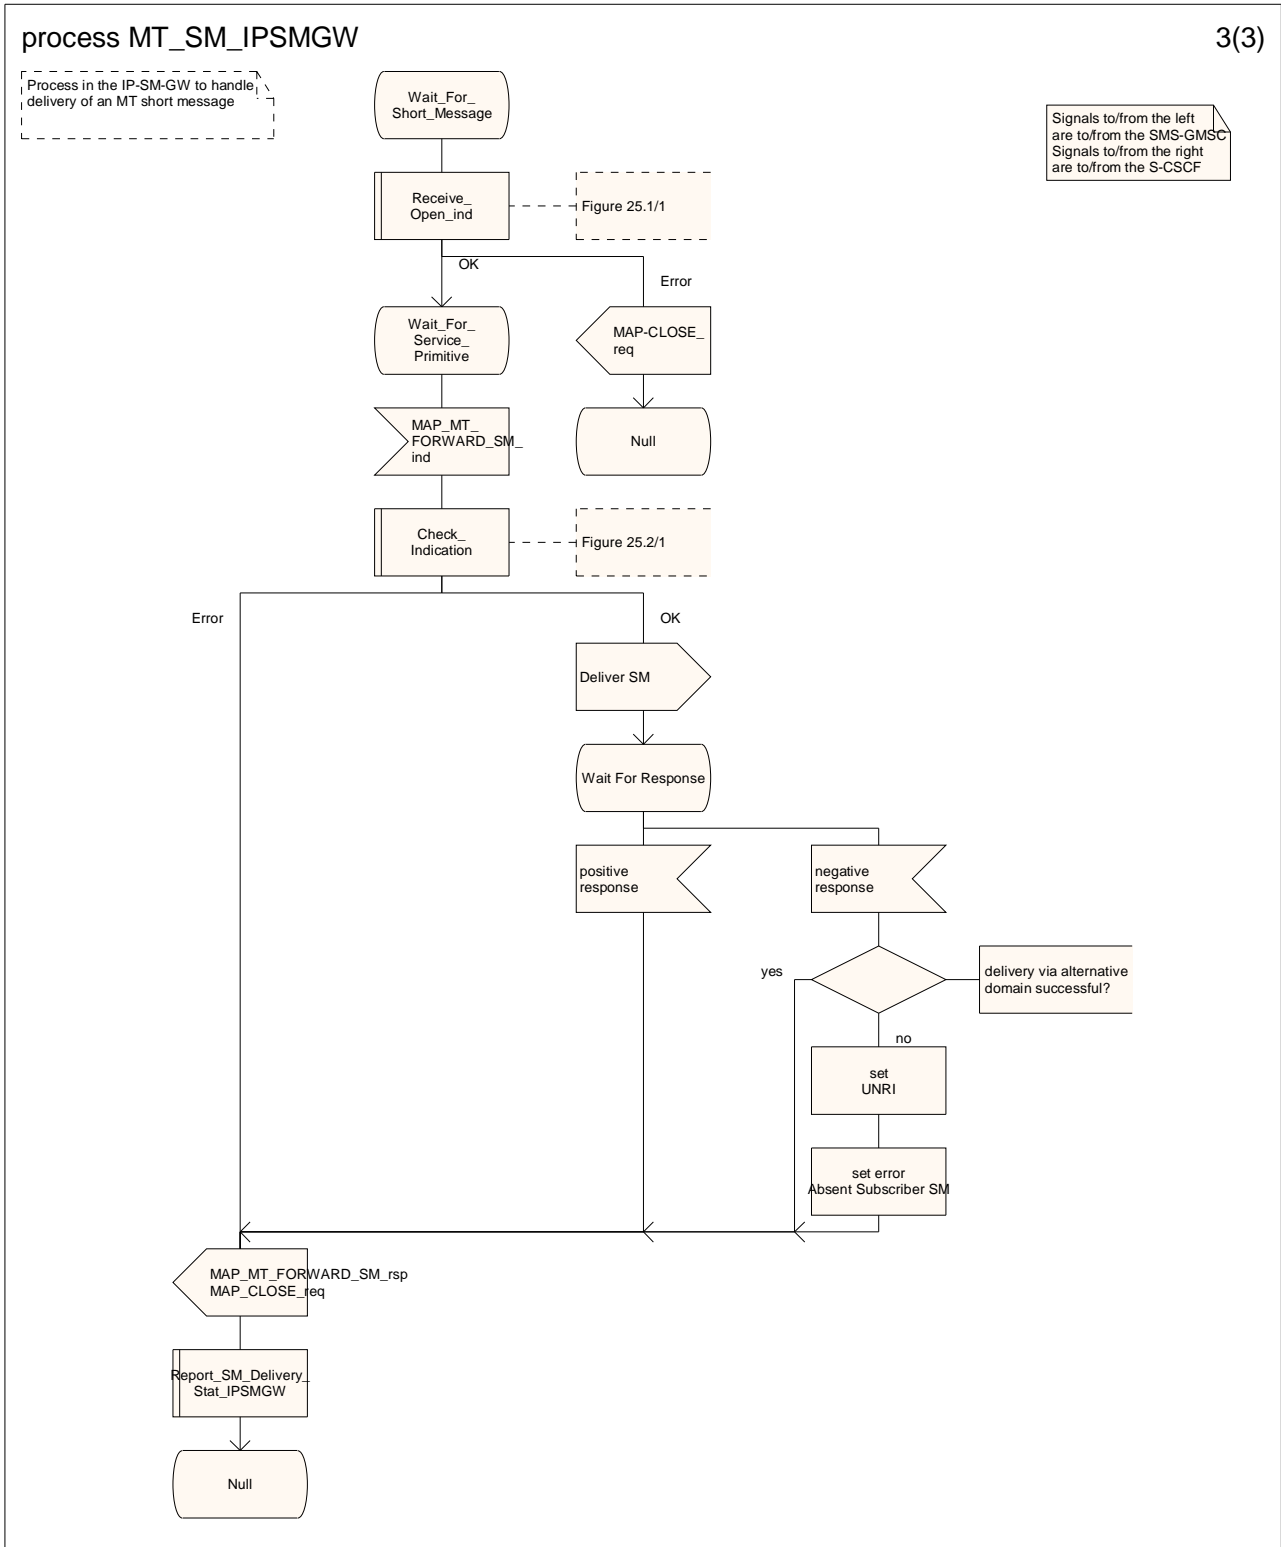 process MT_SM_IPSMGW
3(3)
Process in the IP-SM-GW to handle
delivery of an MT short message
Wait_For_
Short_Message
Signals to/from the left
are to/from the SMS-GMSC
Signals to/from the right
are to/from the S-CSCF
Receive_
Open_ind
Figure 25.1/1
OK
Error
Wait_For_
Service_
Primitive
MAP-CLOSE_
req
MAP_MT_
FORWARD_SM_
ind
Null
Check_
Indication
Figure 25.2/1
Error
OK
Deliver SM
Wait For Response
positive
response
negative
response
yes
delivery via alternative
domain successful?
no
set
UNRI
set error
Absent Subscriber SM
MAP_MT_FORWARD_SM_rsp
MAP_CLOSE_req
Report_SM_Delivery_
Stat_IPSMGW
Null